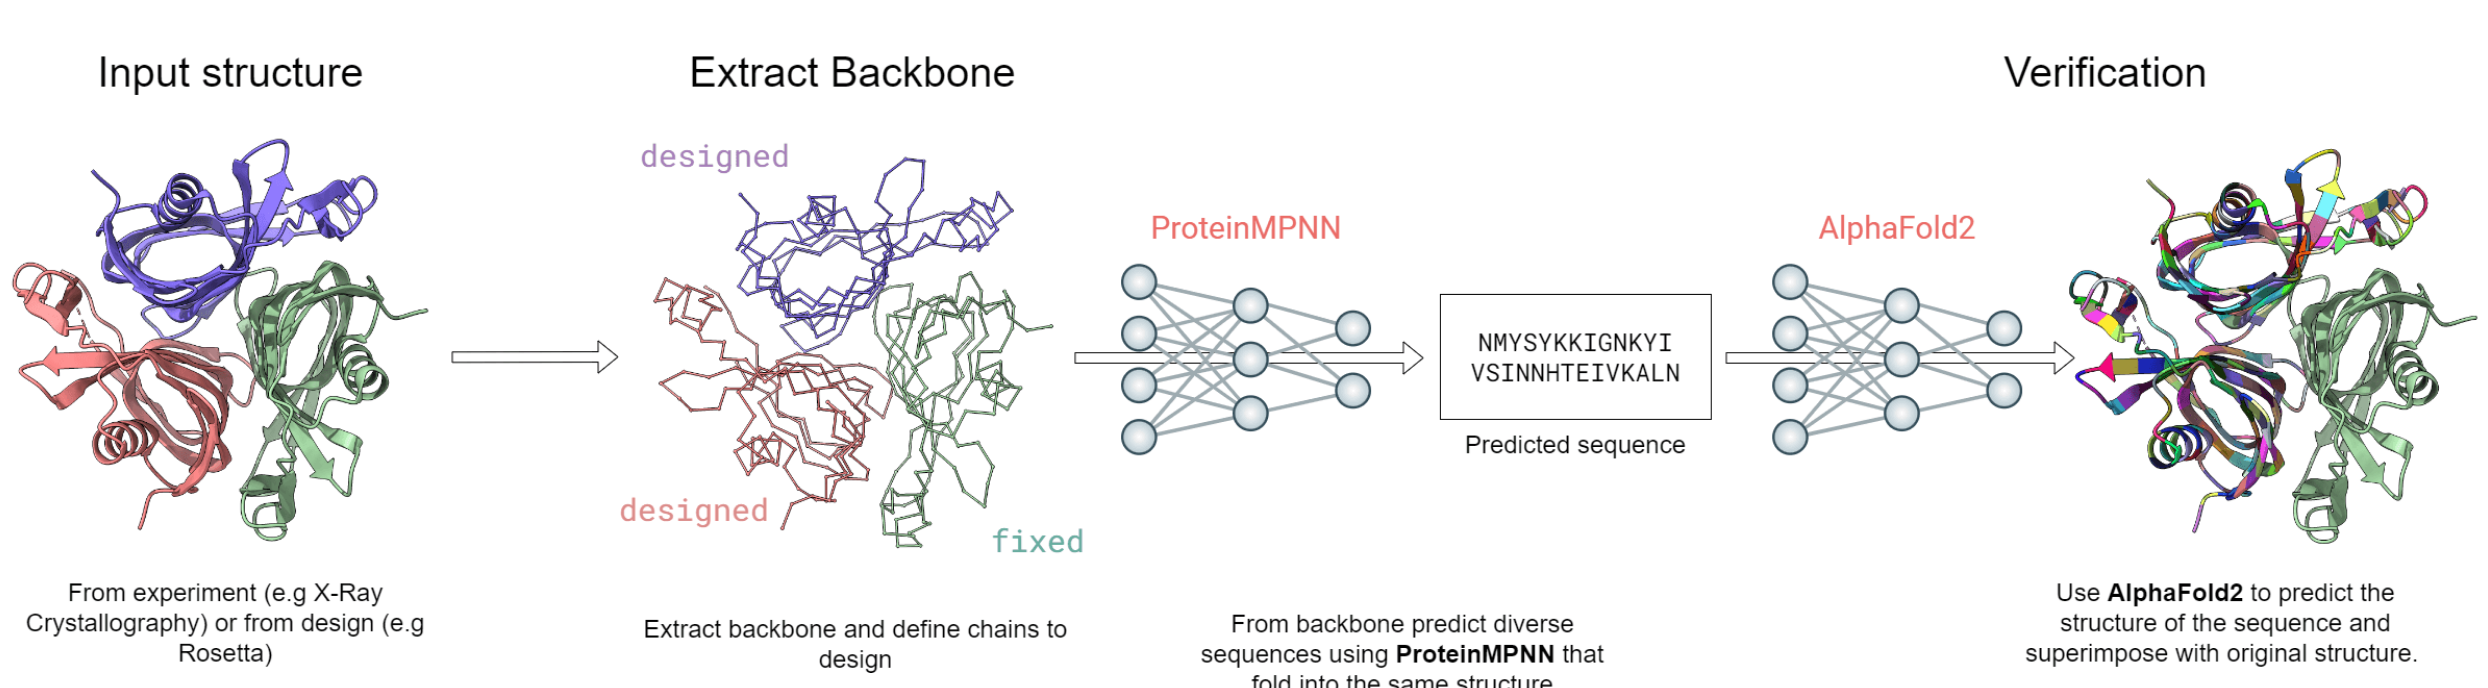 Input structure
Extract Backbone
Verification
designed
ProteinMPNN
AlphaFold2
NMYSYKKIGNKYI
VSINNHTEIVKALN
Predicted sequence
designed
fixed
From experiment (e.g X-Ray
Crystallography) or from design (e.g
Rosetta)
Extract backbone and define chains to
design
From backbone predict diverse
sequences using ProteinMPNN that
fold into the same structure
Use AlphaFold2 to predict the
structure of the sequence and
superimpose with original structure.